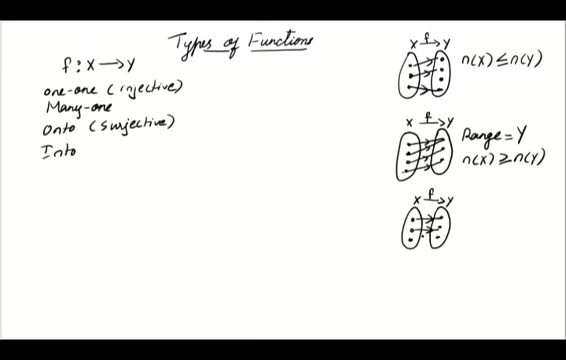 Types of Functions
f : X → Y
one-one (injective)
Many-one
Onto (Surjective)
Into
X f→ Y
n(X) ≤ n(Y)
X f→ Y
Range = Y
n(X) ≥ n(Y)
X f→ Y